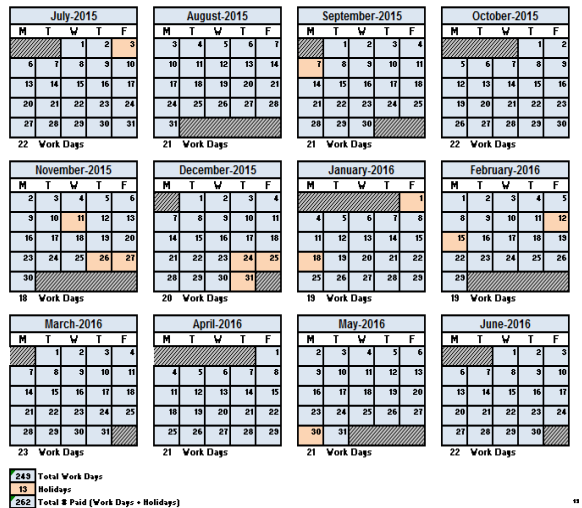 July-2015
M T W T F
1 2 3
6 7 8 9 10
13 14 15 16 17
20 21 22 23 24
27 28 29 30 31
22 Work Days
August-2015
M T W T F
3 4 5 6 7
10 11 12 13 14
17 18 19 20 21
24 25 26 27 28
31
21 Work Days
September-2015
M T W T F
1 2 3 4
7 8 9 10 11
14 15 16 17 18
21 22 23 24 25
28 29 30
21 Work Days
October-2015
M T W T F
1 2
5 6 7 8 9
12 13 14 15 16
19 20 21 22 23
26 27 28 29 30
22 Work Days
November-2015
M T W T F
2 3 4 5 6
9 10 11 12 13
16 17 18 19 20
23 24 25 26 27
30
18 Work Days
December-2015
M T W T F
1 2 3 4
7 8 9 10 11
14 15 16 17 18
21 22 23 24 25
28 29 30 31
20 Work Days
January-2016
M T W T F
1
4 5 6 7 8
11 12 13 14 15
18 19 20 21 22
25 26 27 28 29
19 Work Days
February-2016
M T W T F
1 2 3 4 5
8 9 10 11 12
15 16 17 18 19
22 23 24 25 26
29
19 Work Days
March-2016
M T W T F
1 2 3 4
7 8 9 10 11
14 15 16 17 18
21 22 23 24 25
28 29 30 31
23 Work Days
April-2016
M T W T F
1
4 5 6 7 8
11 12 13 14 15
18 19 20 21 22
25 26 27 28 29
21 Work Days
May-2016
M T W T F
2 3 4 5 6
9 10 11 12 13
16 17 18 19 20
23 24 25 26 27
30 31
21 Work Days
June-2016
M T W T F
1 2 3
6 7 8 9 10
13 14 15 16 17
20 21 22 23 24
27 28 29 30
22 Work Days
249 Total Work Days
13 Holidays
262 Total # Paid (Work Days + Holidays)